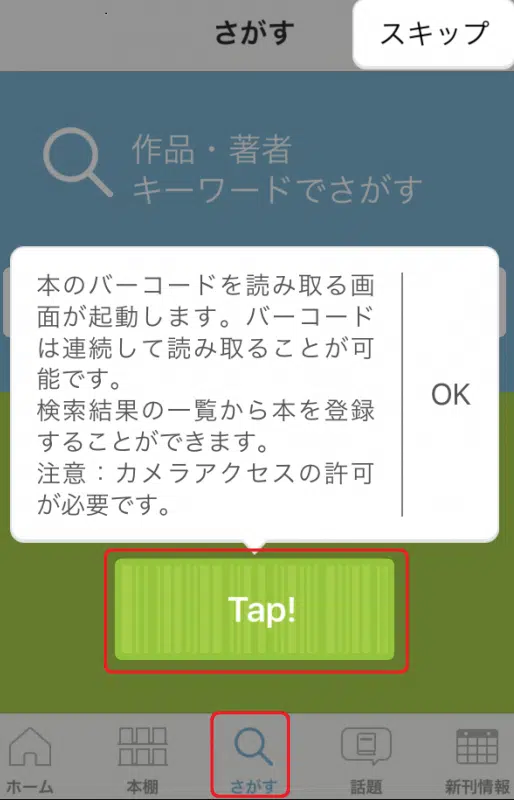 さがす
スキップ
作品・著者
キーワードでさがす
本のバーコードを読み取る画
面が起動します。バーコード
は連続して読み取ることが可
能です。
検索結果の一覧から本を登録
することができます。
注意：カメラアクセスの許可
が必要です。
OK
Tap!
ホーム
本棚
さがす
話題
新刊情報